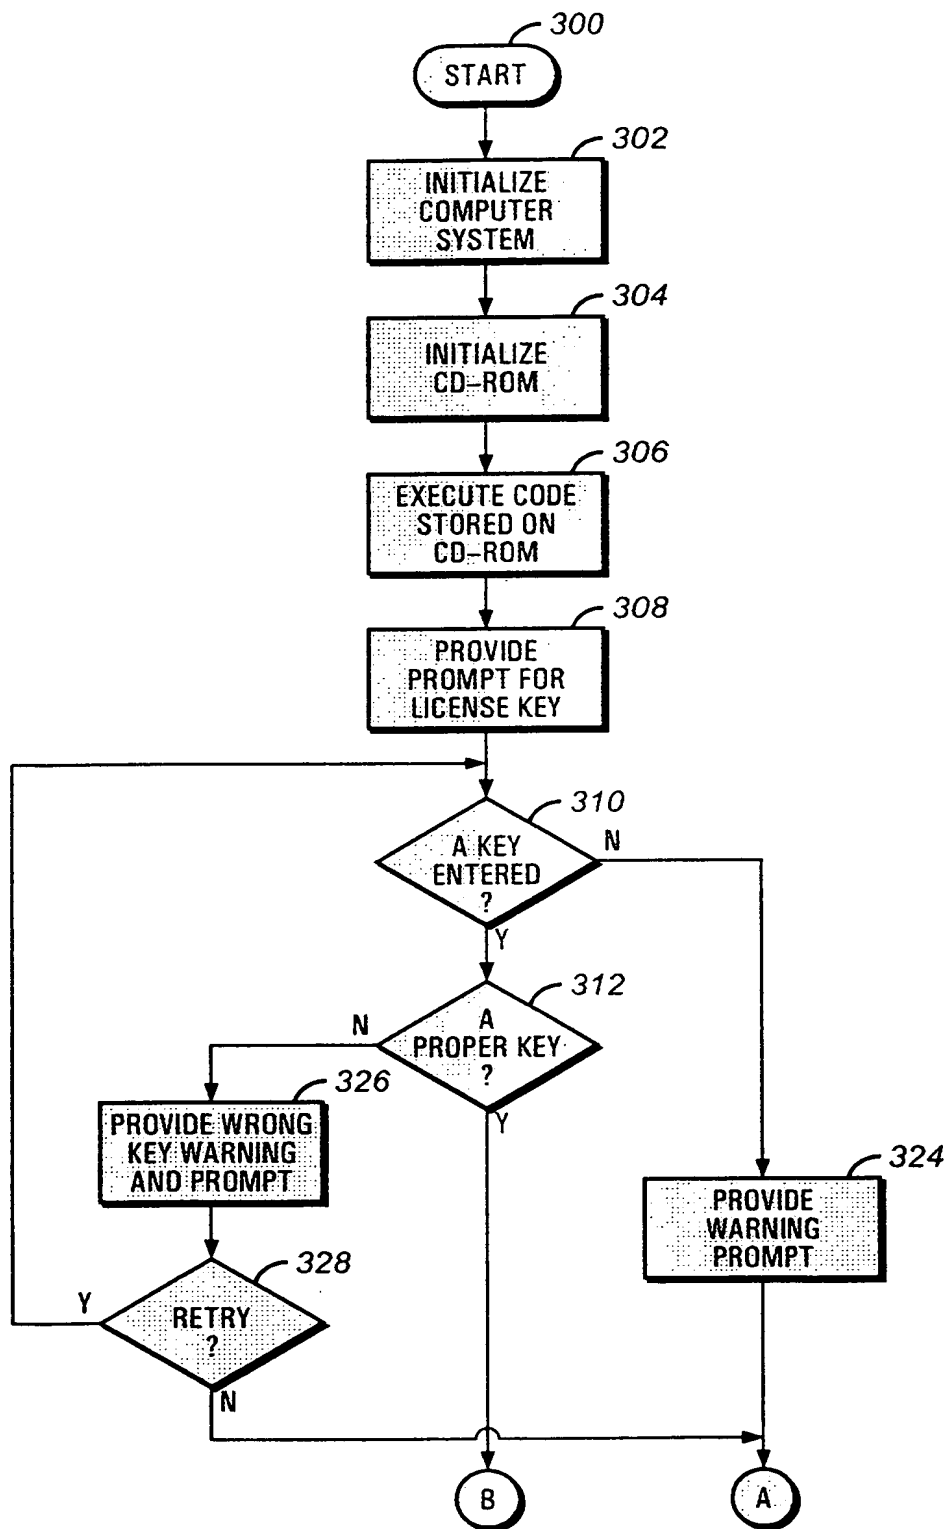 300
START
302
INITIALIZE
COMPUTER
SYSTEM
304
INITIALIZE
CD-ROM
306
EXECUTE CODE
STORED ON
CD-ROM
308
PROVIDE
PROMPT FOR
LICENSE KEY
310
A KEY
ENTERED
?
N
Y
312
A
PROPER KEY
?
N
Y
326
PROVIDE WRONG
KEY WARNING
AND PROMPT
324
PROVIDE
WARNING
PROMPT
328
RETRY
?
Y
N
B
A